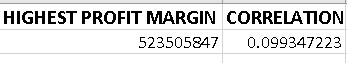 HIGHEST PROFIT MARGIN CORRELATION
523505847 0.099347223